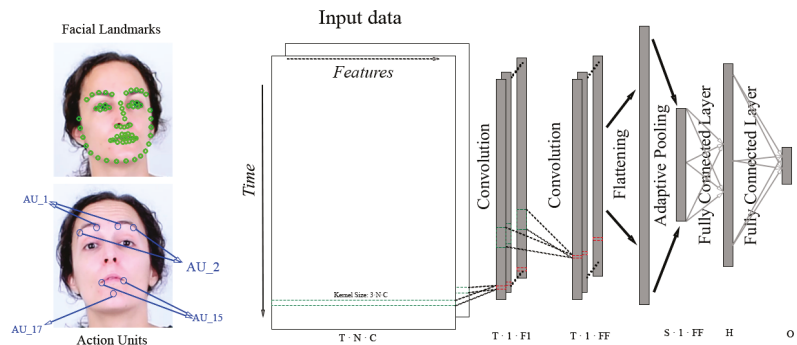 Input data
Facial Landmarks
Features
Time
Kernel Size: 3·N·C
T · N · C
AU_1
AU_2
AU_17
AU_15
Action Units
Convolution
Convolution
Flattening
Adaptive Pooling
Fully Connected Layer
Fully Connected Layer
T · 1 · F1
T · 1 · FF
S · 1 · FF
H
O